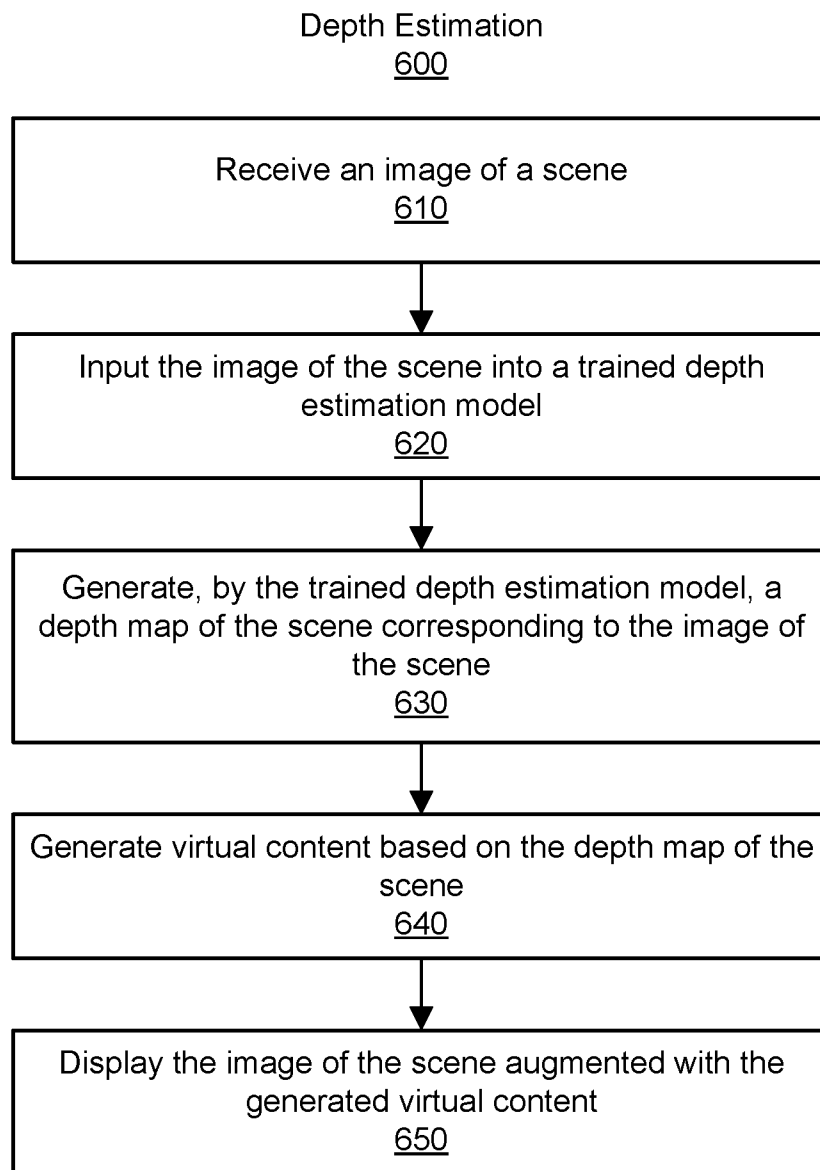 Depth Estimation
600
Receive an image of a scene
610
Input the image of the scene into a trained depth
estimation model
620
Generate, by the trained depth estimation model, a
depth map of the scene corresponding to the image of
the scene
630
Generate virtual content based on the depth map of the
scene
640
Display the image of the scene augmented with the
generated virtual content
650